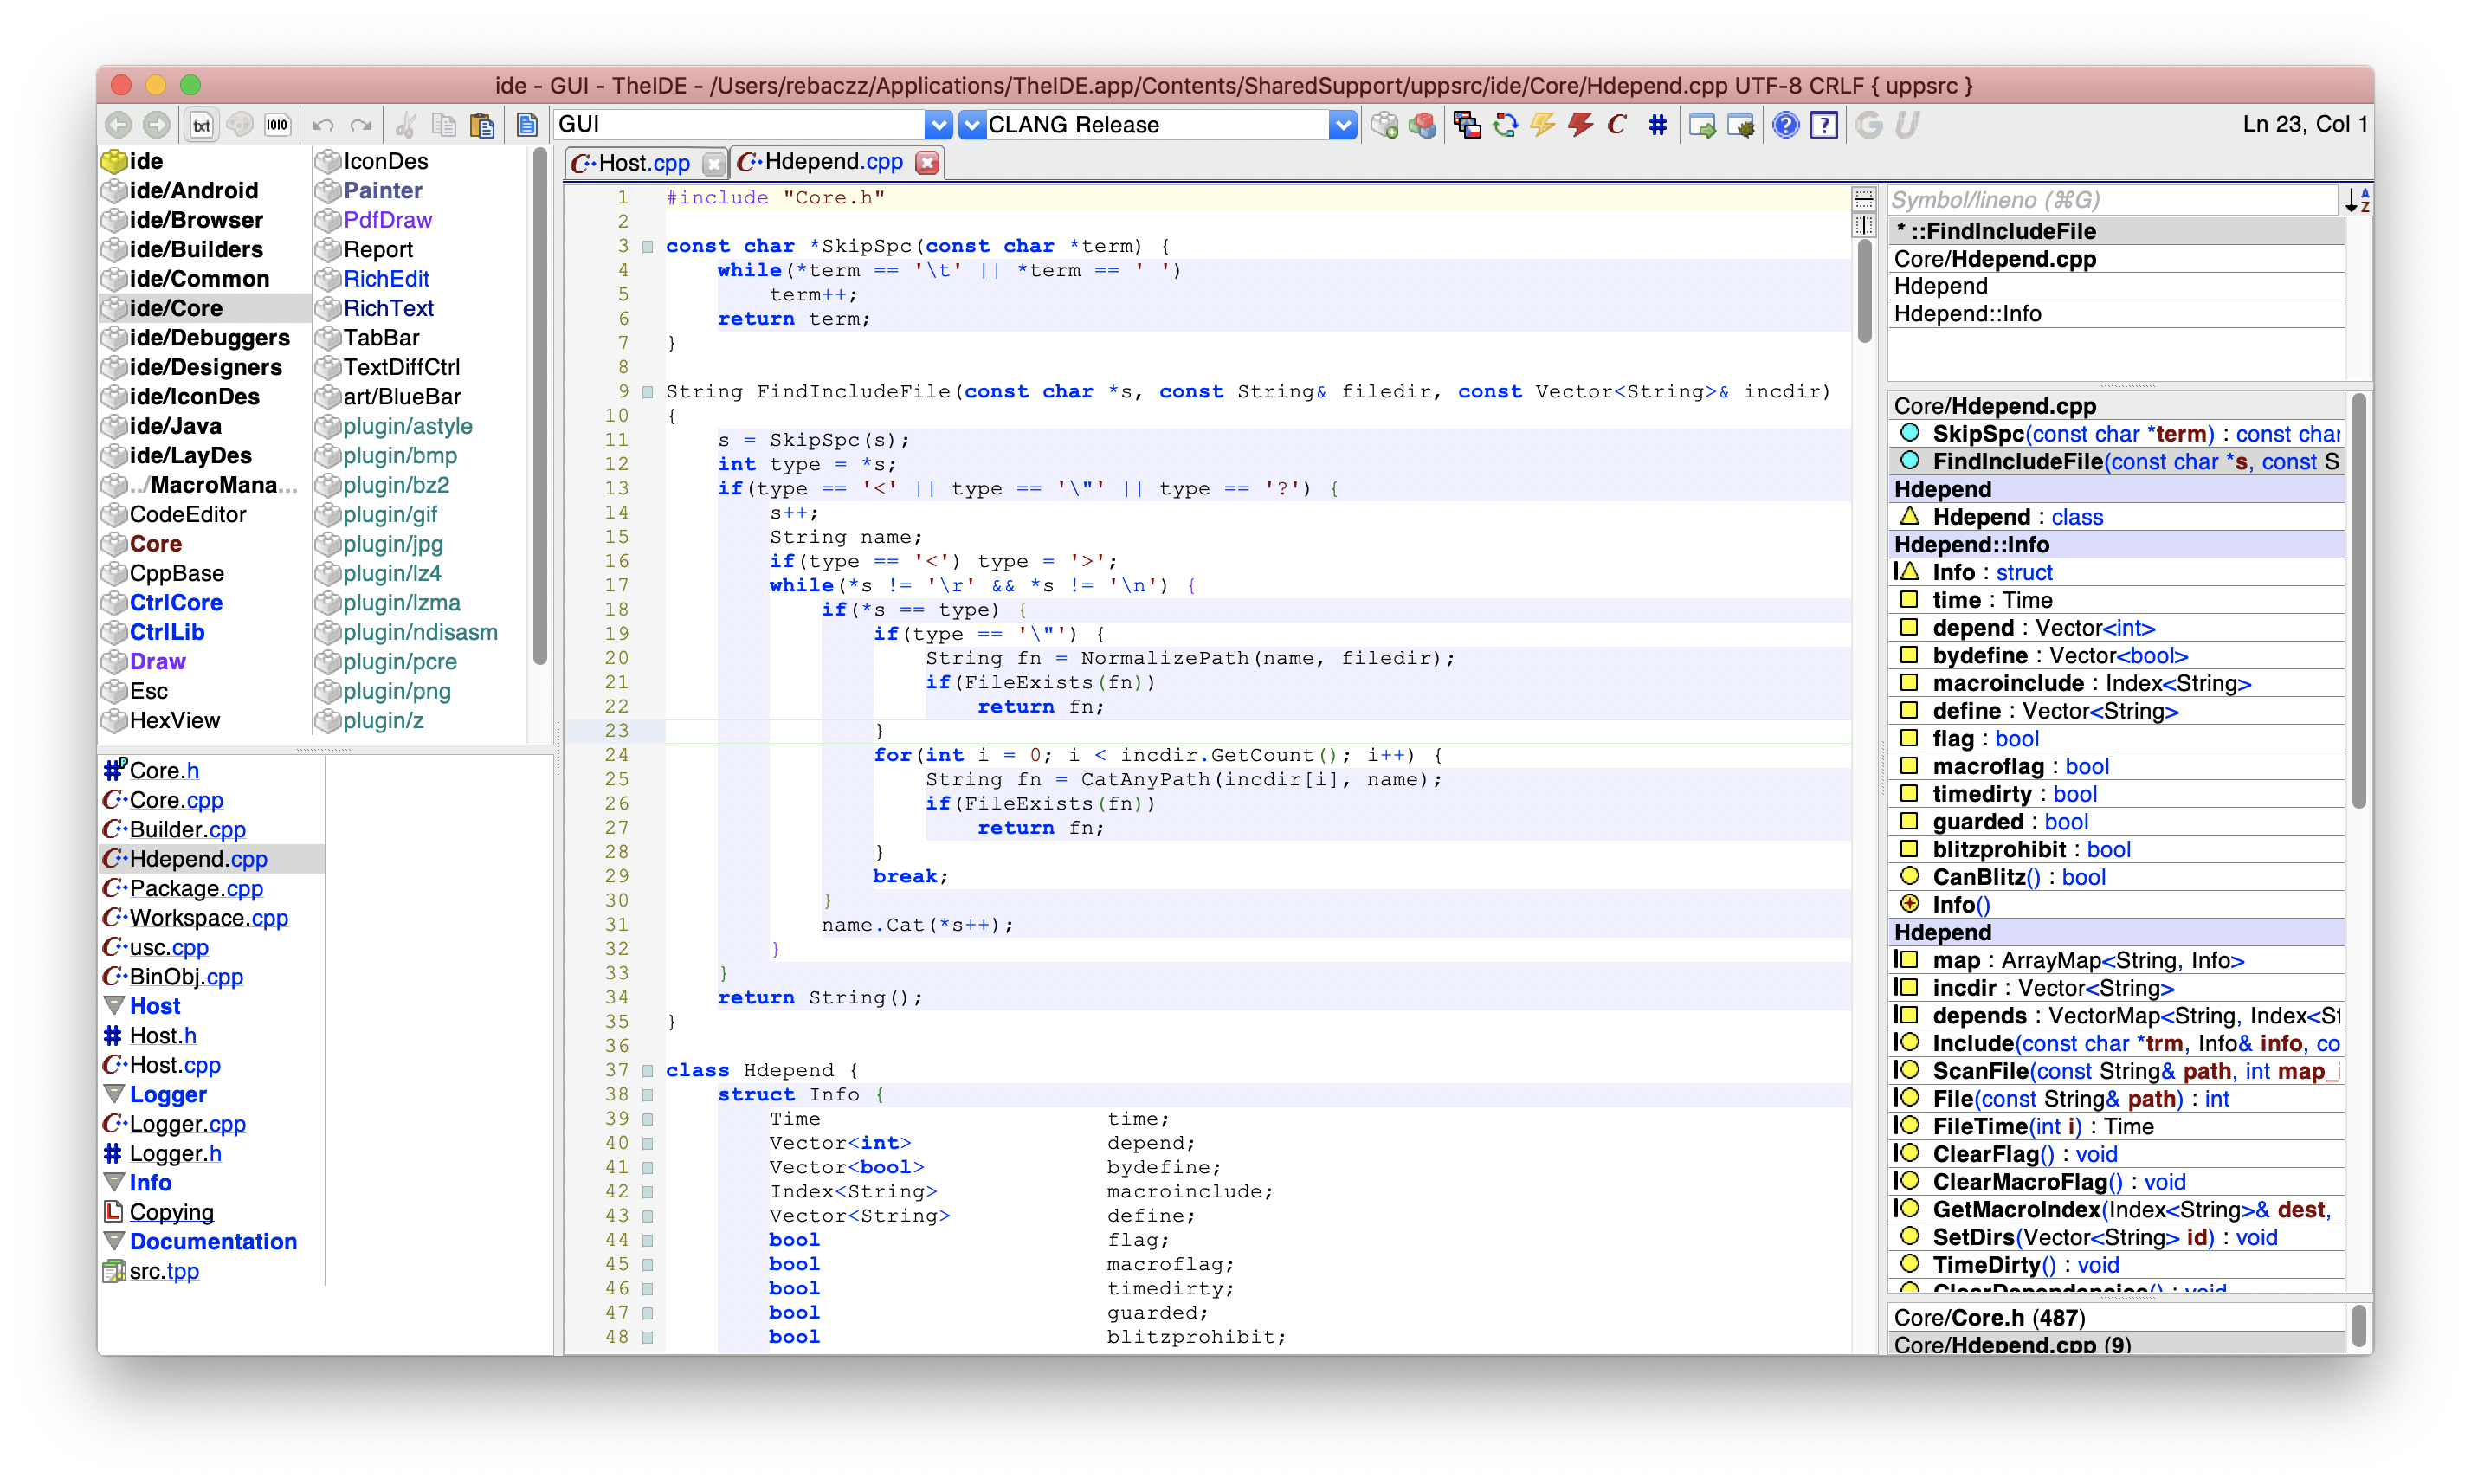 ide - GUI - TheIDE - /Users/rebaczz/Applications/TheIDE.app/Contents/SharedSupport/uppsrc/ide/Core/Hdepend.cpp UTF-8 CRLF { uppsrc }
txt
1010
GUI
CLANG Release
Ln 23, Col 1
ide
ide/Android
ide/Browser
ide/Builders
ide/Common
ide/Core
ide/Debuggers
ide/Designers
ide/IconDes
ide/Java
ide/LayDes
../MacroMana...
CodeEditor
Core
CppBase
CtrlCore
CtrlLib
Draw
Esc
HexView
IconDes
Painter
PdfDraw
Report
RichEdit
RichText
TabBar
TextDiffCtrl
art/BlueBar
plugin/astyle
plugin/bmp
plugin/bz2
plugin/gif
plugin/jpg
plugin/lz4
plugin/lzma
plugin/ndisasm
plugin/pcre
plugin/png
plugin/z
Core.h
Core.cpp
Builder.cpp
Hdepend.cpp
Package.cpp
Workspace.cpp
usc.cpp
BinObj.cpp
Host
Host.h
Host.cpp
Logger
Logger.cpp
Logger.h
Info
Copying
Documentation
src.tpp
Host.cpp
Hdepend.cpp
1 #include "Core.h"
2
3 const char *SkipSpc(const char *term) {
4 while(*term == '\t' || *term == ' ')
5 term++;
6 return term;
7 }
8
9 String FindIncludeFile(const char *s, const String& filedir, const Vector<String>& incdir)
10 {
11 s = SkipSpc(s);
12 int type = *s;
13 if(type == '<' || type == '\"' || type == '?') {
14 s++;
15 String name;
16 if(type == '<') type = '>';
17 while(*s != '\r' && *s != '\n') {
18 if(*s == type) {
19 if(type == '\"') {
20 String fn = NormalizePath(name, filedir);
21 if(FileExists(fn))
22 return fn;
23 }
24 for(int i = 0; i < incdir.GetCount(); i++) {
25 String fn = CatAnyPath(incdir[i], name);
26 if(FileExists(fn))
27 return fn;
28 }
29 break;
30 }
31 name.Cat(*s++);
32 }
33 }
34 return String();
35 }
36
37 class Hdepend {
38 struct Info {
39 Time time;
40 Vector<int> depend;
41 Vector<bool> bydefine;
42 Index<String> macroinclude;
43 Vector<String> define;
44 bool flag;
45 bool macroflag;
46 bool timedirty;
47 bool guarded;
48 bool blitzprohibit;
Symbol/lineno (⌘G)
* ::FindIncludeFile
Core/Hdepend.cpp
Hdepend
Hdepend::Info
Core/Hdepend.cpp
SkipSpc(const char *term) : const char
FindIncludeFile(const char *s, const S
Hdepend
Hdepend : class
Hdepend::Info
Info : struct
time : Time
depend : Vector<int>
bydefine : Vector<bool>
macroinclude : Index<String>
define : Vector<String>
flag : bool
macroflag : bool
timedirty : bool
guarded : bool
blitzprohibit : bool
CanBlitz() : bool
Info()
Hdepend
map : ArrayMap<String, Info>
incdir : Vector<String>
depends : VectorMap<String, Index<St
Include(const char *trm, Info& info, co
ScanFile(const String& path, int map_
File(const String& path) : int
FileTime(int i) : Time
ClearFlag() : void
ClearMacroFlag() : void
GetMacroIndex(Index<String>& dest,
SetDirs(Vector<String> id) : void
TimeDirty() : void
ClearDependencies() : void
Core/Core.h (487)
Core/Hdepend.cpp (9)